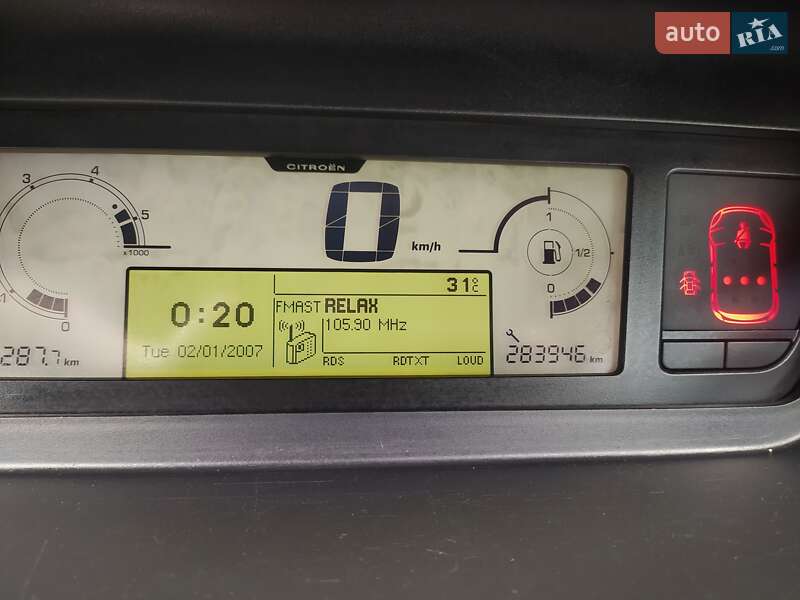 auto RIA.com
CITROËN
3 4 5 x1000 1 0
0 km/h
1 1/2 0
31°C
0:20
FMAST RELAX
105.90 MHz
Tue 02/01/2007
RDS RDTXT LOUD
287.7 km
283946 km